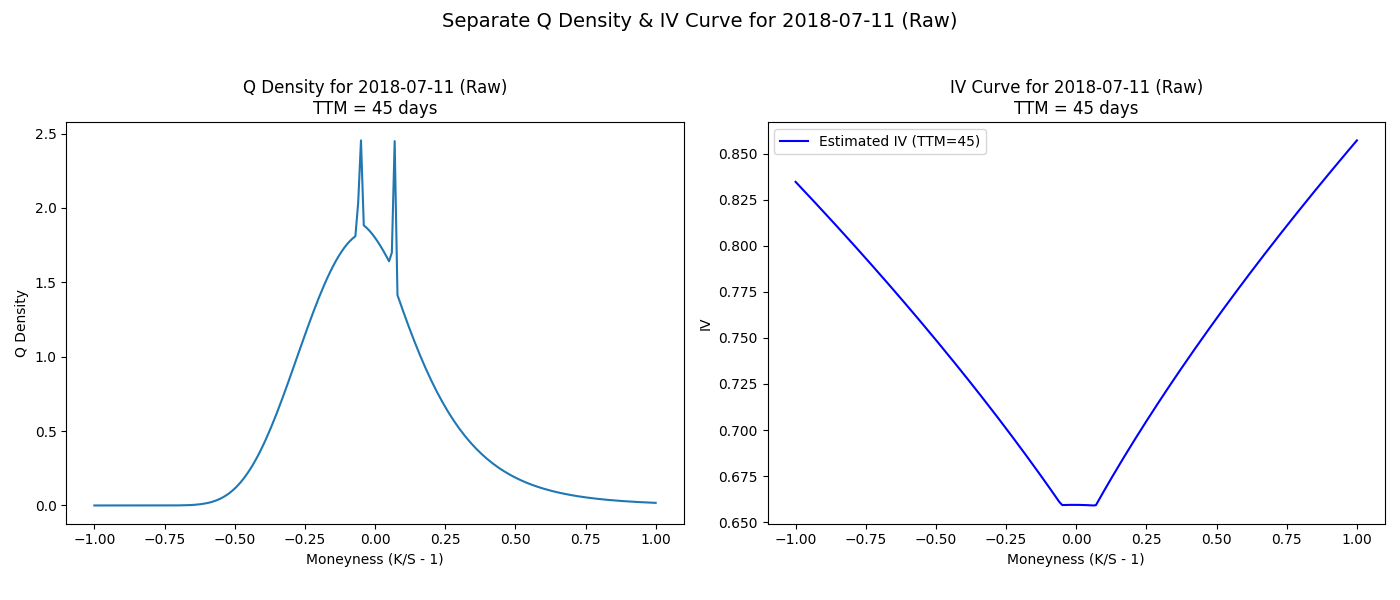 Separate Q Density & IV Curve for 2018-07-11 (Raw)
Q Density for 2018-07-11 (Raw)
TTM = 45 days
Q Density
2.5
2.0
1.5
1.0
0.5
0.0
−1.00 −0.75 −0.50 −0.25 0.00 0.25 0.50 0.75 1.00
Moneyness (K/S - 1)
IV Curve for 2018-07-11 (Raw)
TTM = 45 days
Estimated IV (TTM=45)
IV
0.850
0.825
0.800
0.775
0.750
0.725
0.700
0.675
0.650
−1.00 −0.75 −0.50 −0.25 0.00 0.25 0.50 0.75 1.00
Moneyness (K/S - 1)